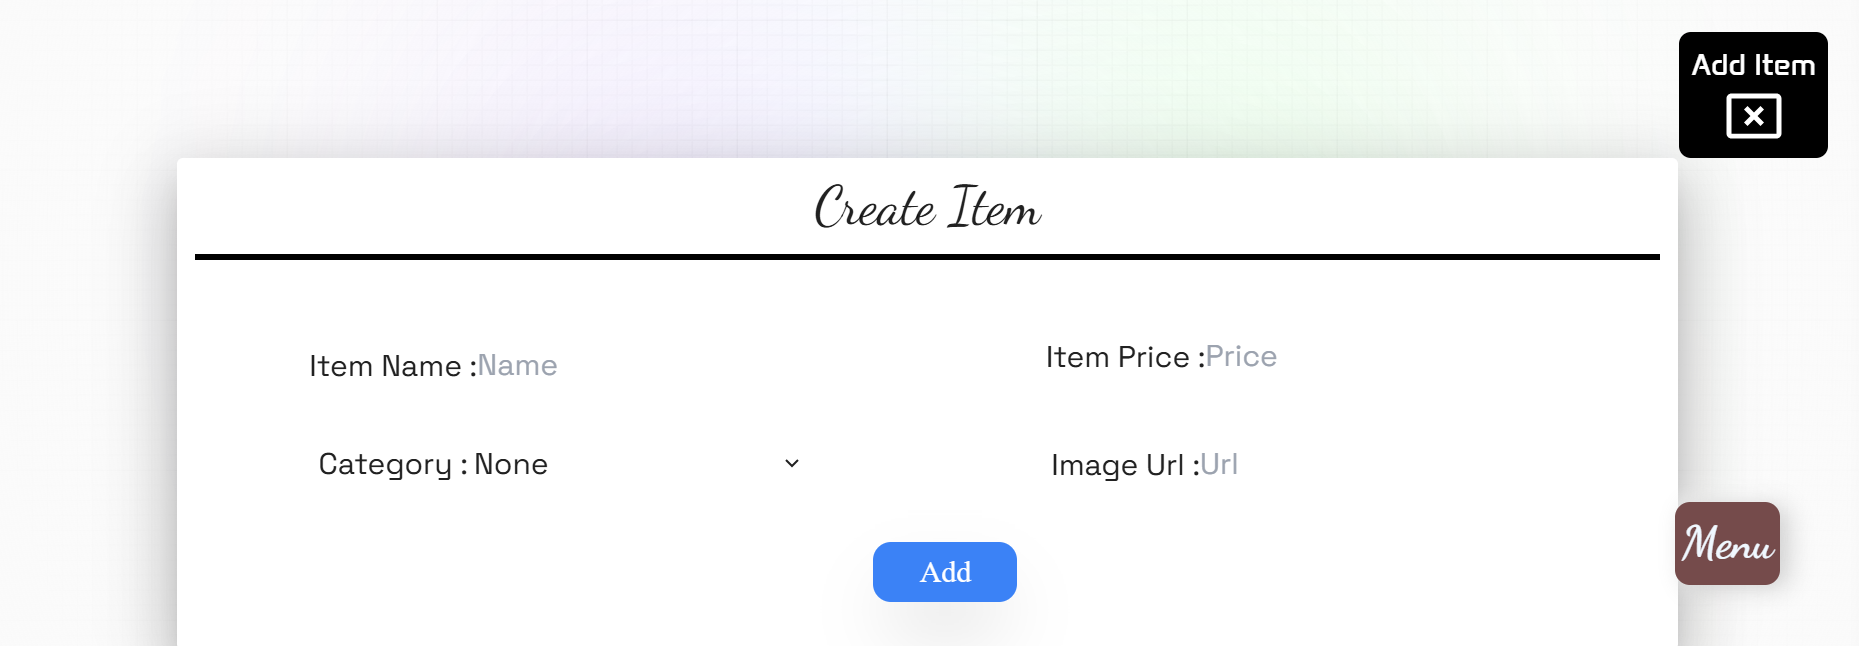 Add Item
Create Item
Item Name :Name
Item Price :Price
Category : None
Image Url :Url
Add
Menu